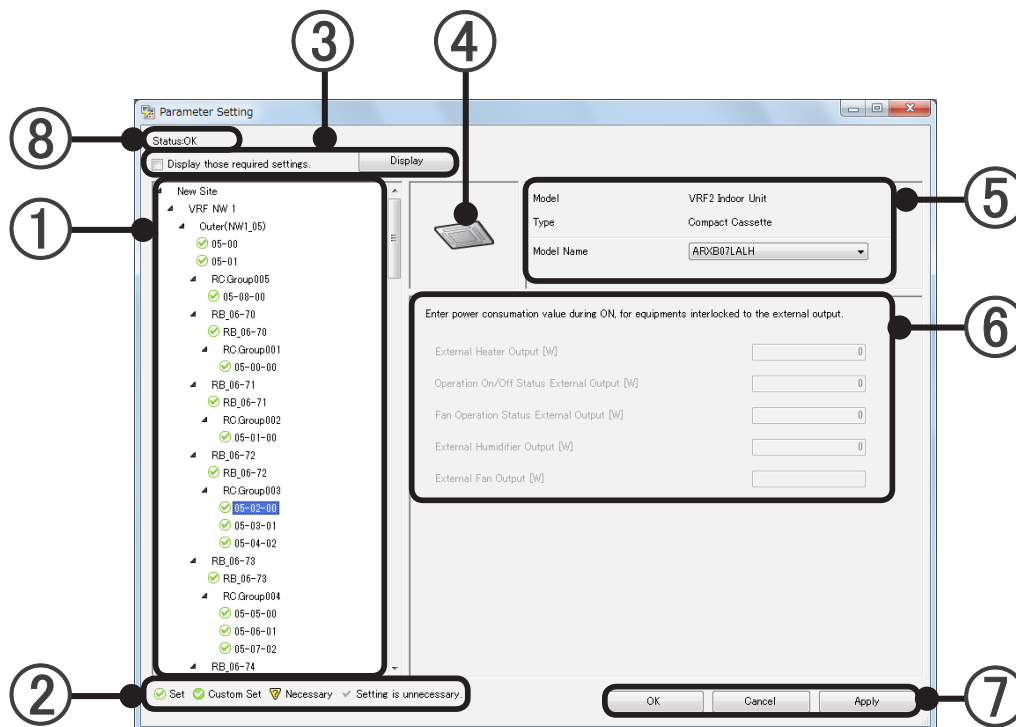 ③
④
Parameter Setting
⑧
Status:OK
Display those required settings.
Display
①
New Site
VRF NW 1
Outer(NW1_05)
05-00
05-01
RC.Group005
05-08-00
RB_06-70
RB_06-70
RC.Group001
05-00-00
RB_06-71
RB_06-71
RC.Group002
05-01-00
RB_06-72
RB_06-72
RC.Group003
05-02-00
05-03-01
05-04-02
RB_06-73
RB_06-73
RC.Group004
05-05-00
05-06-01
05-07-02
RB_06-74
Model VRF2 Indoor Unit
⑤
Type Compact Cassette
Model Name ARXB07LALH
Enter power consumation value during ON, for equipments interlocked to the external output.
⑥
External Heater Output [W] 0
Operation On/Off Status External Output [W] 0
Fan Operation Status External Output [W] 0
External Humidifier Output [W] 0
External Fan Output [W]
②
Set Custom Set Necessary Setting is unnecessary.
OK Cancel Apply
⑦